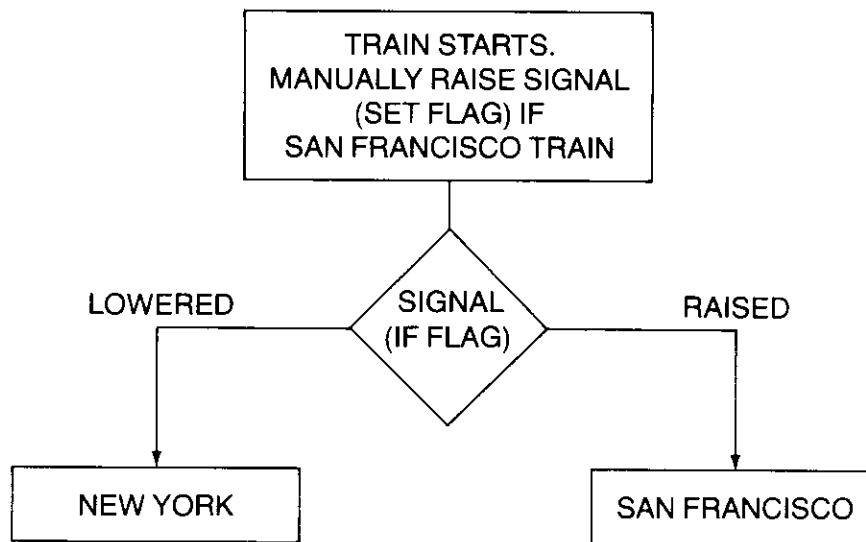 TRAIN STARTS.
MANUALLY RAISE SIGNAL
(SET FLAG) IF
SAN FRANCISCO TRAIN
LOWERED
SIGNAL
(IF FLAG)
RAISED
NEW YORK
SAN FRANCISCO